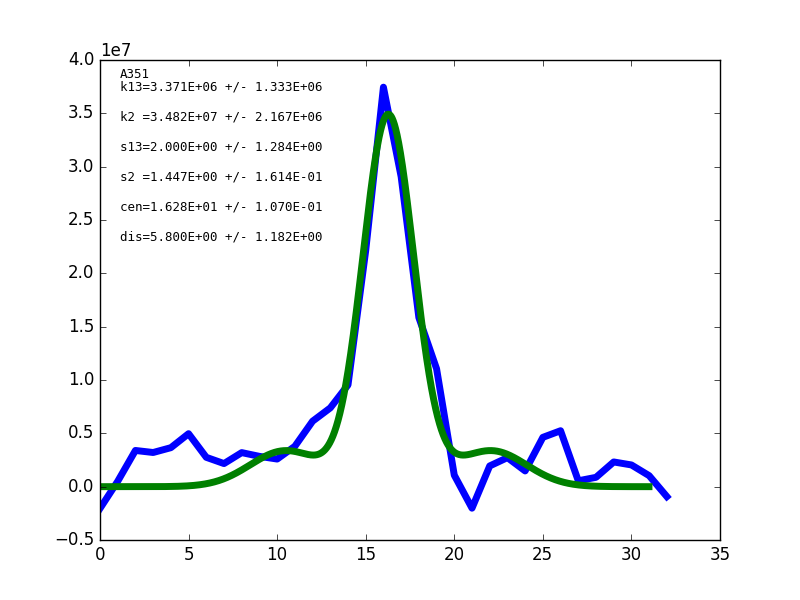 1e7
4.0
3.5
3.0
2.5
2.0
1.5
1.0
0.5
0.0
−0.5
A351
k13=3.371E+06 +/- 1.333E+06
k2 =3.482E+07 +/- 2.167E+06
s13=2.000E+00 +/- 1.284E+00
s2 =1.447E+00 +/- 1.614E-01
cen=1.628E+01 +/- 1.070E-01
dis=5.800E+00 +/- 1.182E+00
0 5 10 15 20 25 30 35